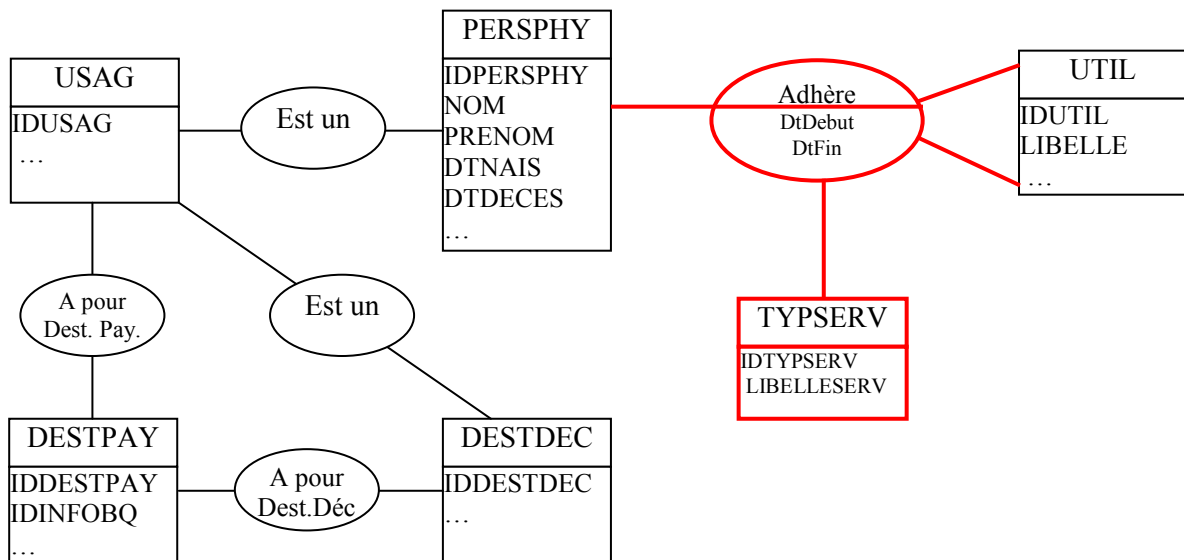 USAG
IDUSAG
…
Est un
PERSPHY
IDPERSPHY
NOM
PRENOM
DTNAIS
DTDECES
…
Adhère
DtDebut
DtFin
UTIL
IDUTIL
LIBELLE
…
A pour
Dest. Pay.
Est un
TYPSERV
IDTYPSERV
LIBELLESERV
DESTPAY
IDDESTPAY
IDINFOBQ
…
A pour
Dest.Déc
DESTDEC
IDDESTDEC
…